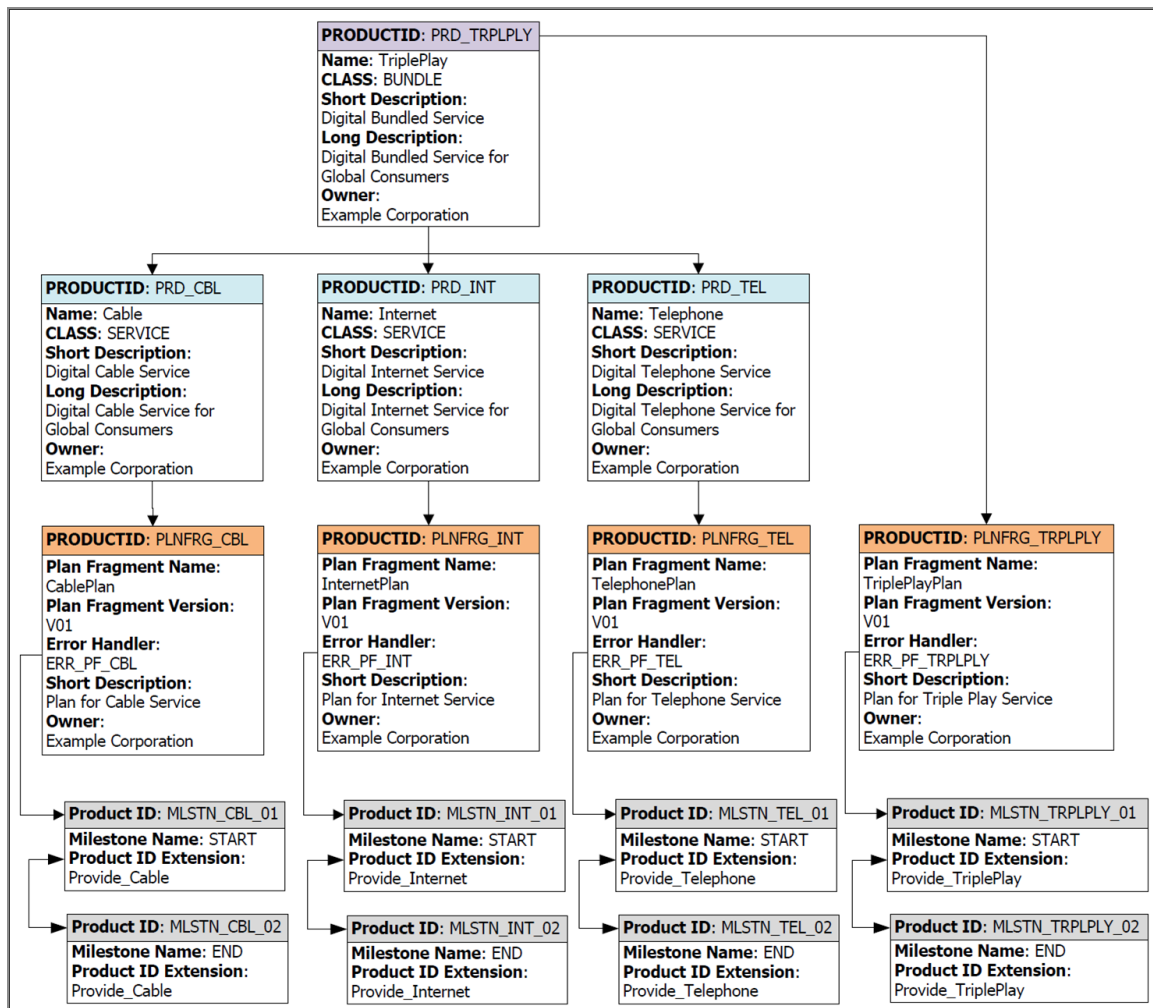 PRODUCTID: PRD_TRPLPLY
Name: TriplePlay
CLASS: BUNDLE
Short Description:
Digital Bundled Service
Long Description:
Digital Bundled Service for
Global Consumers
Owner:
Example Corporation
PRODUCTID: PRD_CBL
Name: Cable
CLASS: SERVICE
Short Description:
Digital Cable Service
Long Description:
Digital Cable Service for
Global Consumers
Owner:
Example Corporation
PRODUCTID: PRD_INT
Name: Internet
CLASS: SERVICE
Short Description:
Digital Internet Service
Long Description:
Digital Internet Service for
Global Consumers
Owner:
Example Corporation
PRODUCTID: PRD_TEL
Name: Telephone
CLASS: SERVICE
Short Description:
Digital Telephone Service
Long Description:
Digital Telephone Service for
Global Consumers
Owner:
Example Corporation
PRODUCTID: PLNFRG_CBL
Plan Fragment Name:
CablePlan
Plan Fragment Version:
V01
Error Handler:
ERR_PF_CBL
Short Description:
Plan for Cable Service
Owner:
Example Corporation
PRODUCTID: PLNFRG_INT
Plan Fragment Name:
InternetPlan
Plan Fragment Version:
V01
Error Handler:
ERR_PF_INT
Short Description:
Plan for Internet Service
Owner:
Example Corporation
PRODUCTID: PLNFRG_TEL
Plan Fragment Name:
TelephonePlan
Plan Fragment Version:
V01
Error Handler:
ERR_PF_TEL
Short Description:
Plan for Telephone Service
Owner:
Example Corporation
PRODUCTID: PLNFRG_TRPLPLY
Plan Fragment Name:
TriplePlayPlan
Plan Fragment Version:
V01
Error Handler:
ERR_PF_TRPLPLY
Short Description:
Plan for Triple Play Service
Owner:
Example Corporation
Product ID: MLSTN_CBL_01
Milestone Name: START
Product ID Extension:
Provide_Cable
Product ID: MLSTN_INT_01
Milestone Name: START
Product ID Extension:
Provide_Internet
Product ID: MLSTN_TEL_01
Milestone Name: START
Product ID Extension:
Provide_Telephone
Product ID: MLSTN_TRPLPLY_01
Milestone Name: START
Product ID Extension:
Provide_TriplePlay
Product ID: MLSTN_CBL_02
Milestone Name: END
Product ID Extension:
Provide_Cable
Product ID: MLSTN_INT_02
Milestone Name: END
Product ID Extension:
Provide_Internet
Product ID: MLSTN_TEL_02
Milestone Name: END
Product ID Extension:
Provide_Telephone
Product ID: MLSTN_TRPLPLY_02
Milestone Name: END
Product ID Extension:
Provide_TriplePlay